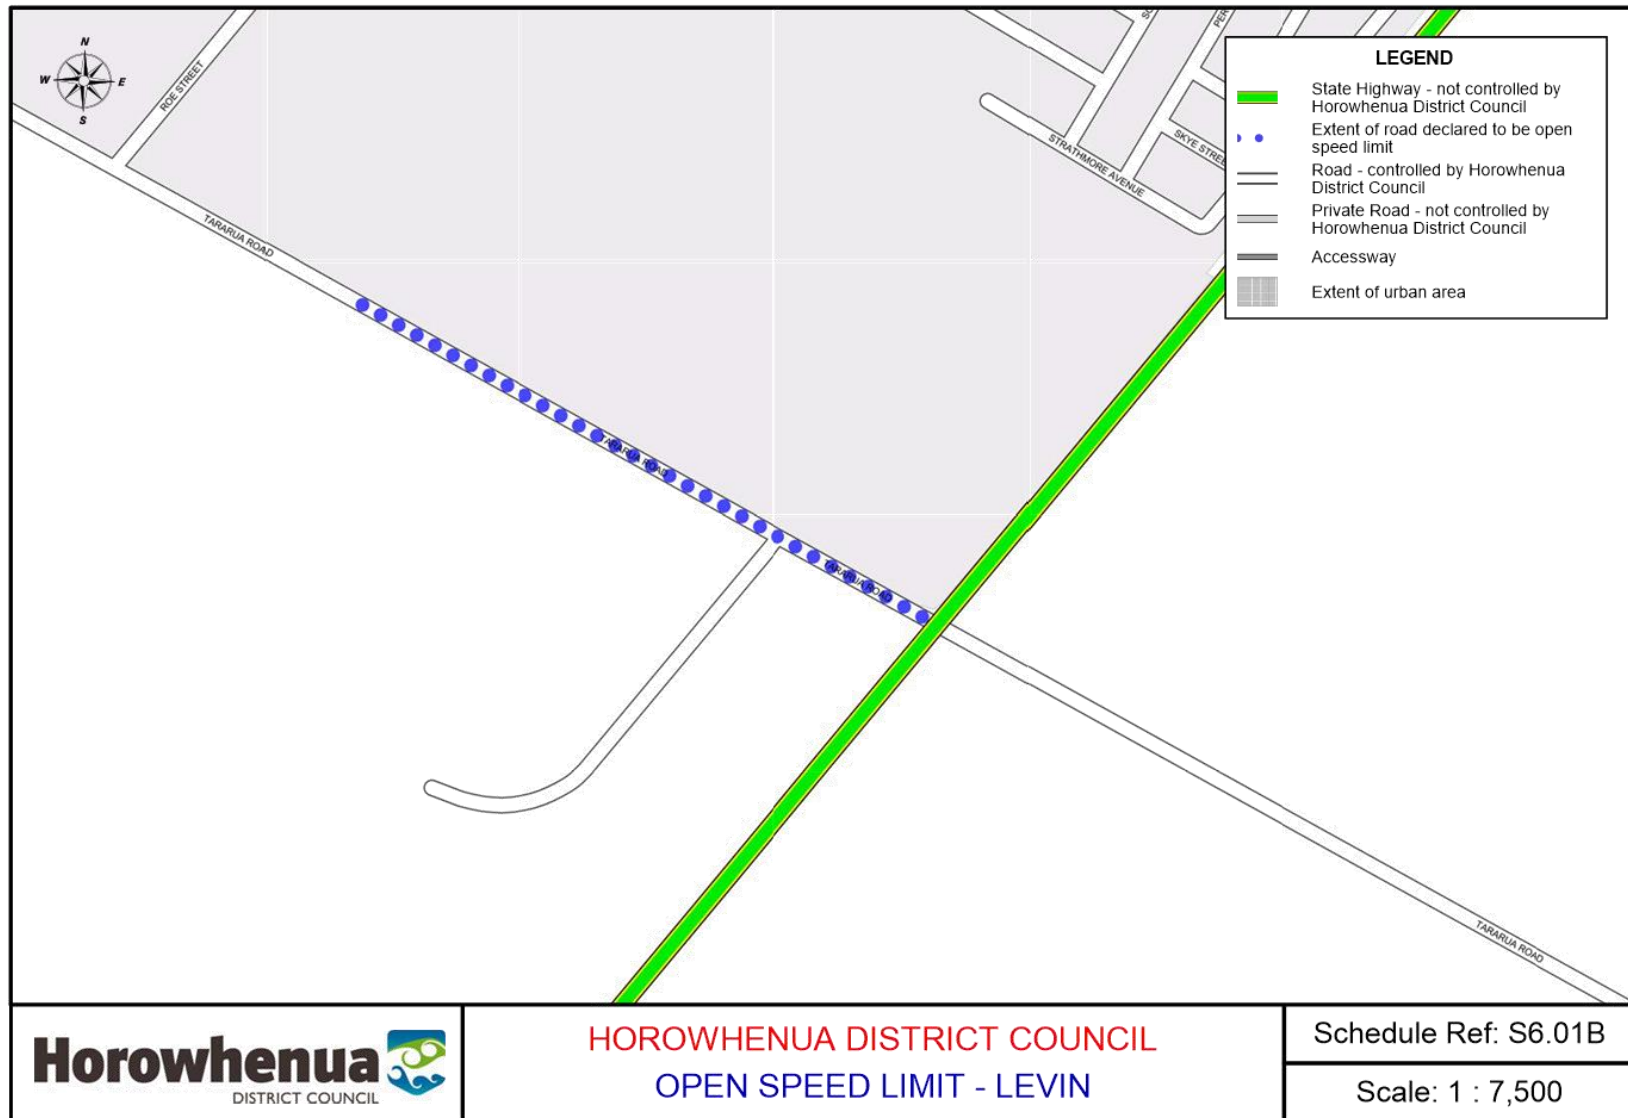 N
W
E
S
ROE STREET
TARARUA ROAD
TARARUA ROAD
TARARUA ROAD
TARARUA ROAD
STRATHMORE AVENUE
LEGEND
State Highway - not controlled by
Horowhenua District Council
Extent of road declared to be open
speed limit
Road - controlled by Horowhenua
District Council
Private Road - not controlled by
Horowhenua District Council
Accessway
Extent of urban area
Horowhenua
DISTRICT COUNCIL
HOROWHENUA DISTRICT COUNCIL
OPEN SPEED LIMIT - LEVIN
Schedule Ref: S6.01B
Scale: 1 : 7,500
SKYE STREE